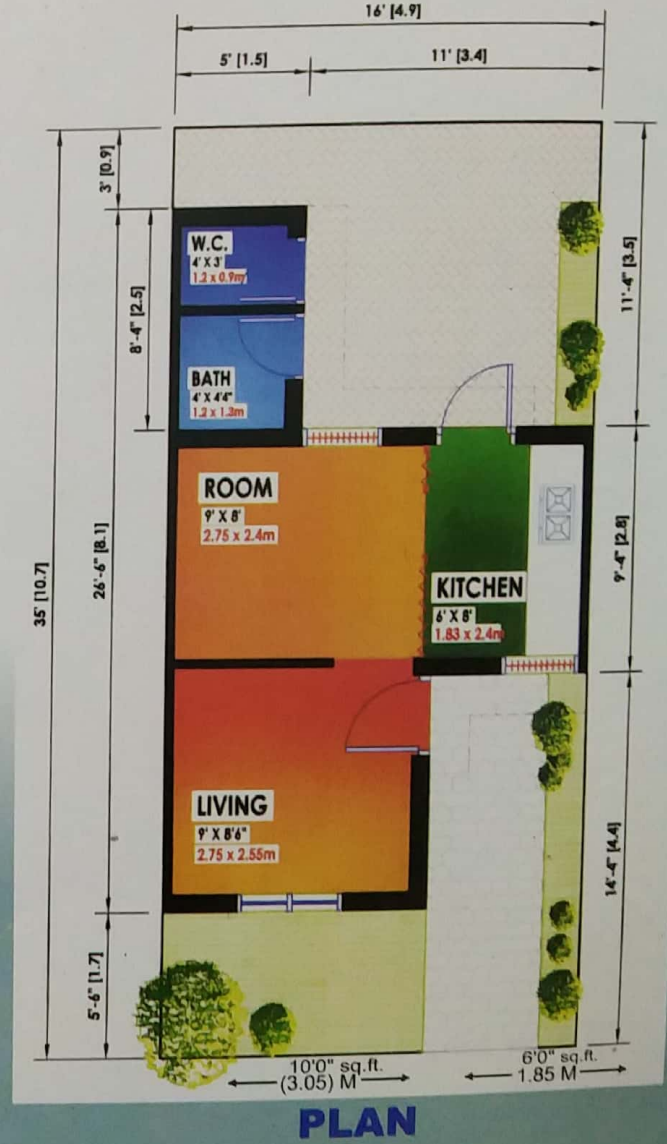 16' [4.9]
5' [1.5]
11' [3.4]
3' [0.9]
W.C.
4' X 3'
1.2 x 0.9m
8'-4" [2.5]
11'-4" [3.5]
BATH
4' X 4'4"
1.2 x 1.3m
ROOM
9' X 8'
2.75 x 2.4m
35' [10.7]
26'-6" [8.1]
9'-4" [2.8]
KITCHEN
6' X 8'
1.83 x 2.4m
LIVING
9' X 8'6"
2.75 x 2.55m
14'-4" [4.4]
5'-6" [1.7]
10'0" sq.ft.
(3.05) M
6'0" sq.ft.
1.85 M
PLAN